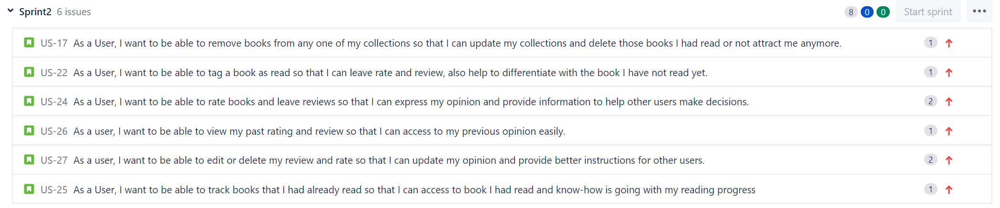 Sprint2 6 issues 8 0 0 Start sprint
US-17 As a User, I want to be able to remove books from any one of my collections so that I can update my collections and delete those books I had read or not attract me anymore. 1
US-22 As a User, I want to be able to tag a book as read so that I can leave rate and review, also help to differentiate with the book I have not read yet. 1
US-24 As a User, I want to be able to rate books and leave reviews so that I can express my opinion and provide information to help other users make decisions. 2
US-26 As a user, I want to be able to view my past rating and review so that I can access to my previous opinion easily. 1
US-27 As a user, I want to be able to edit or delete my review and rate so that I can update my opinion and provide better instructions for other users. 2
US-25 As a User, I want to be able to track books that I had already read so that I can access to book I had read and know-how is going with my reading progress 1